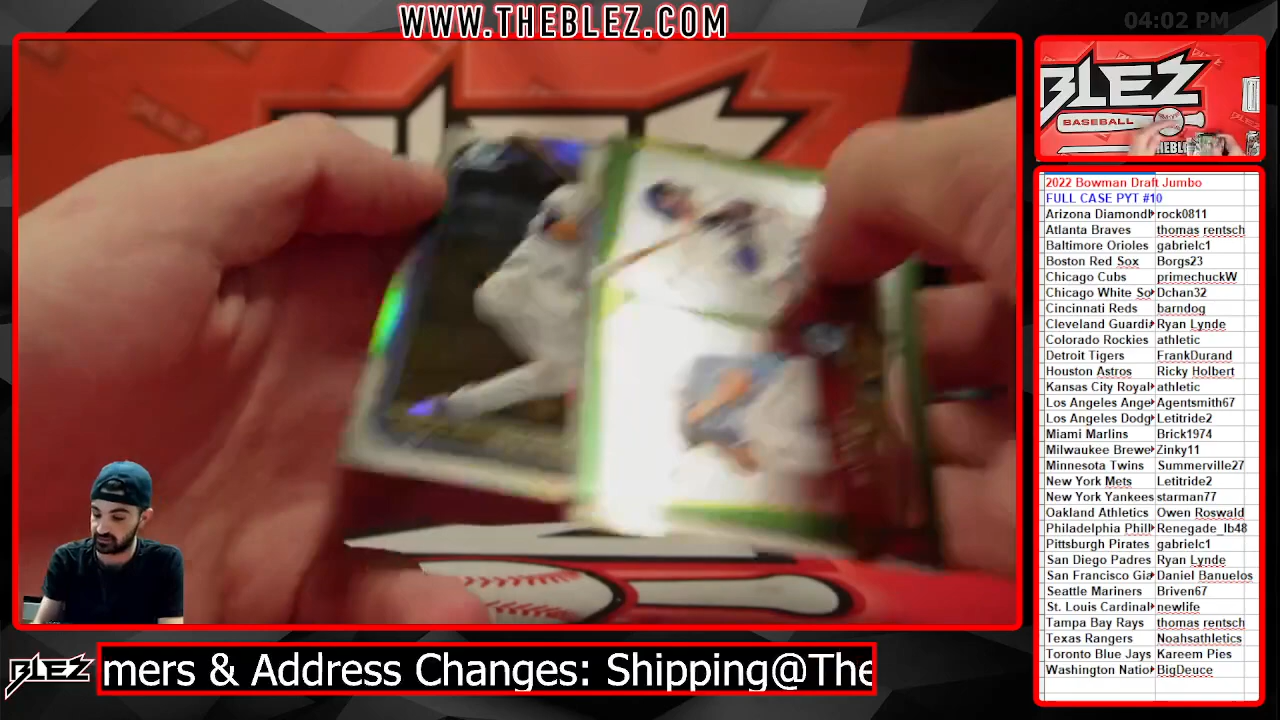 WWW.THEBLEZ.COM
04:02 PM
BLEZ
BASEBALL
2022 Bowman Draft Jumbo
FULL CASE PYT #10
Arizona Diamondb rock0811
Atlanta Braves thomas rentsch
Baltimore Orioles gabrielc1
Boston Red Sox Borgs23
Chicago Cubs primechuckW
Chicago White So Dchan32
Cincinnati Reds barndog
Cleveland Guardi Ryan Lynde
Colorado Rockies athletic
Detroit Tigers FrankDurand
Houston Astros Ricky Holbert
Kansas City Royal athletic
Los Angeles Ange Agentsmith67
Los Angeles Dodg Letitride2
Miami Marlins Brick1974
Milwaukee Brewe Zinky11
Minnesota Twins Summerville27
New York Mets Letitride2
New York Yankees starman77
Oakland Athletics Owen Roswald
Philadelphia Philli Renegade_lb48
Pittsburgh Pirates gabrielc1
San Diego Padres Ryan Lynde
San Francisco Gia Daniel Banuelos
Seattle Mariners Briven67
St. Louis Cardinal newlife
Tampa Bay Rays thomas rentsch
Texas Rangers Noahsathletics
Toronto Blue Jays Kareem Pies
Washington Natio BigDeuce
BLEZ
mers & Address Changes: Shipping@The